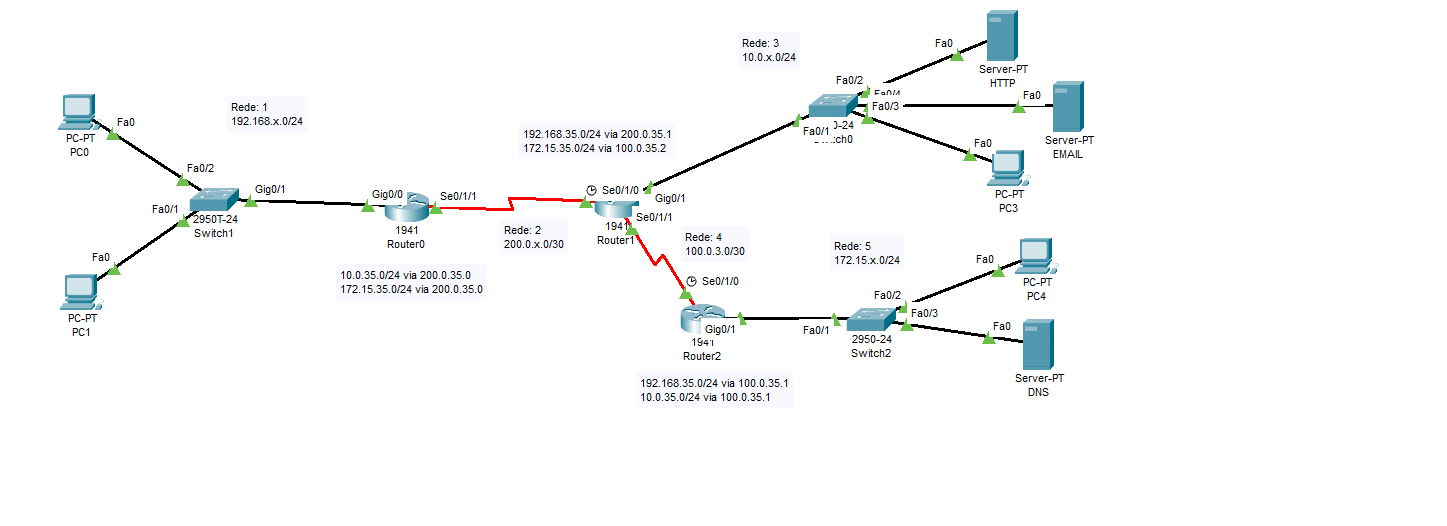 Rede: 1
192.168.x.0/24
Fa0
PC-PT
PC0
Fa0/2
Fa0/1
Gig0/1
2950T-24
Switch1
Fa0
PC-PT
PC1
Gig0/0
Se0/1/1
1941
Router0
10.0.35.0/24 via 200.0.35.0
172.15.35.0/24 via 200.0.35.0
Rede: 2
200.0.x.0/30
192.168.35.0/24 via 200.0.35.1
172.15.35.0/24 via 100.0.35.2
Se0/1/0
Gig0/1
Se0/1/1
1941
Router1
Rede: 3
10.0.x.0/24
Fa0/2
Fa0/4
Fa0/3
Fa0/1
Fa0
Server-PT
HTTP
Fa0
Server-PT
EMAIL
Fa0
PC-PT
PC3
Rede: 4
100.0.3.0/30
Se0/1/0
Gig0/1
1941
Router2
192.168.35.0/24 via 100.0.35.1
10.0.35.0/24 via 100.0.35.1
Rede: 5
172.15.x.0/24
Fa0/2
Fa0/3
Fa0/1
2950-24
Switch2
Fa0
PC-PT
PC4
Fa0
Server-PT
DNS